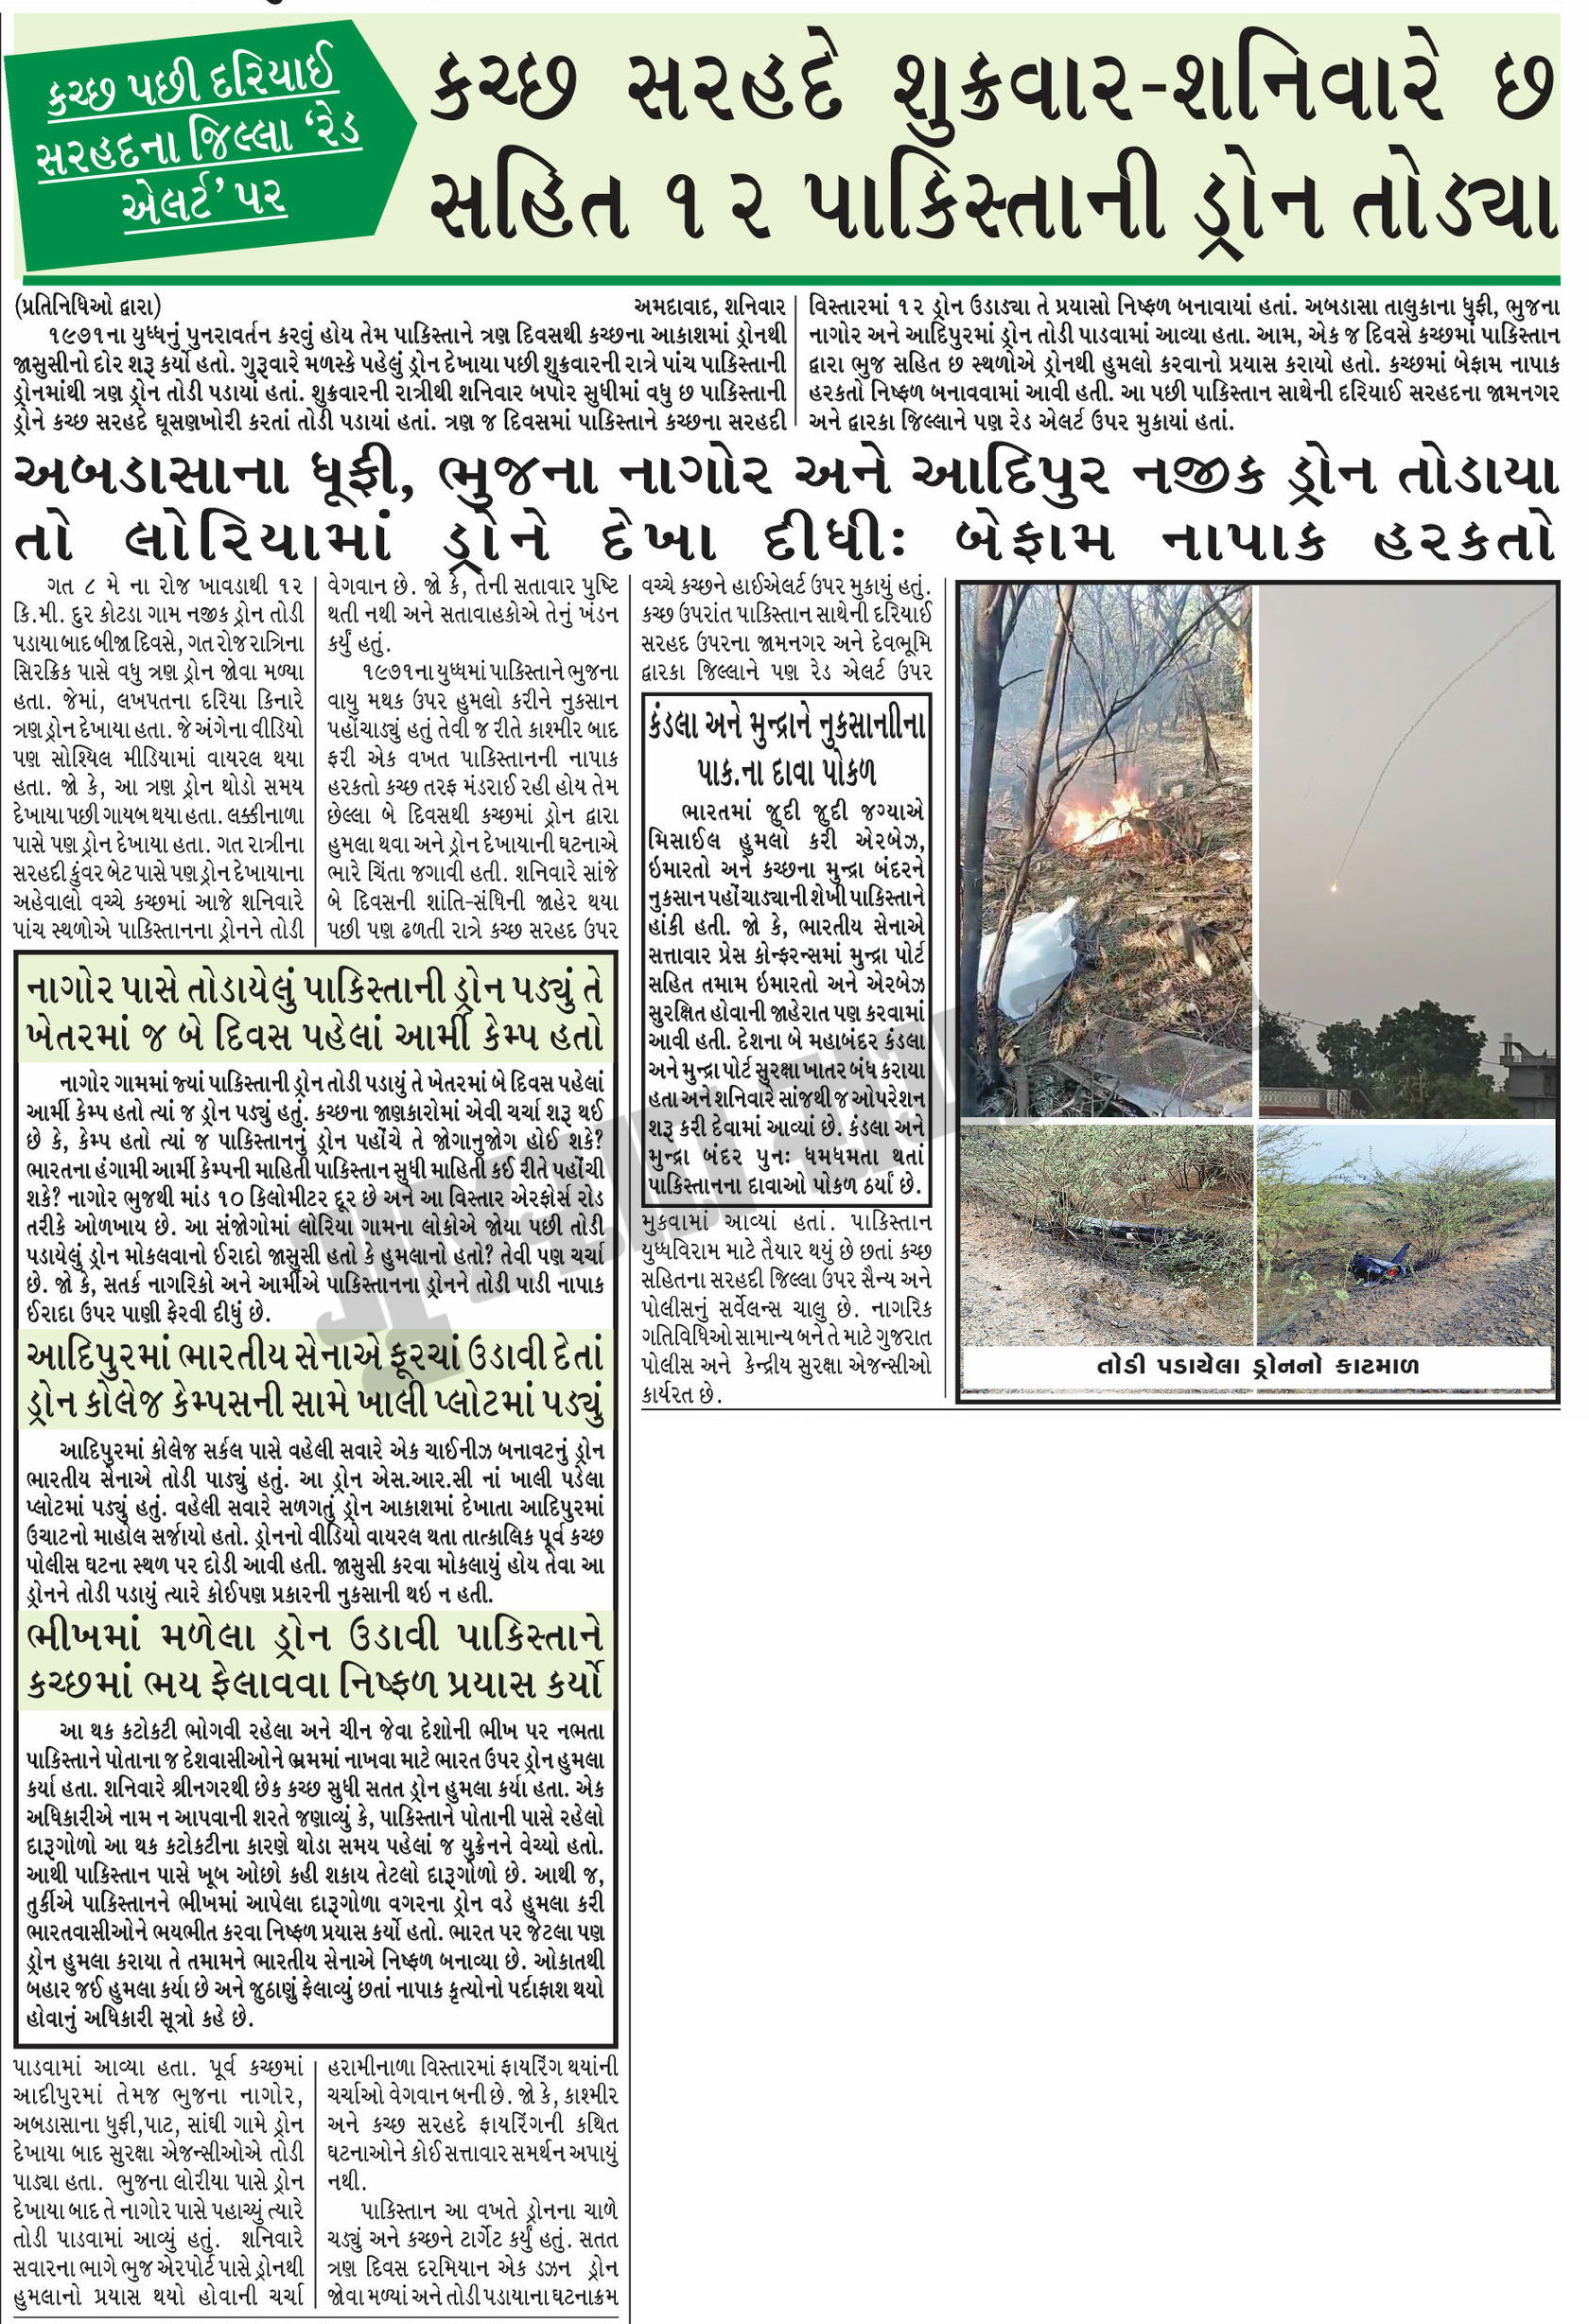 કચ્છ પછી દરિયાઈ
સરહદના જિલ્લા ‘રેડ
એલર્ટ’ પર
કચ્છ સરહદે શુક્રવાર-શનિવારે છ
સહિત ૧૨ પાકિસ્તાની ડ્રોન તોડ્યા
(પ્રતિનિધિઓ દ્વારા) અમદાવાદ, શનિવાર
૧૯૭૧ના યુધ્ધનું પુનરાવર્તન કરવું હોય તેમ પાકિસ્તાને ત્રણ દિવસથી કચ્છના આકાશમાં ડ્રોનથી
જાસુસીનો દોર શરૂ કર્યો હતો. ગુરૂવારે મળસ્કે પહેલું ડ્રોન દેખાયા પછી શુક્રવારની રાત્રે પાંચ પાકિસ્તાની
ડ્રોનમાંથી ત્રણ ડ્રોન તોડી પડાયાં હતાં. શુક્રવારની રાત્રીથી શનિવાર બપોર સુધીમાં વધુ છ પાકિસ્તાની
ડ્રોને કચ્છ સરહદે ઘૂસણખોરી કરતાં તોડી પડાયાં હતાં. ત્રણ જ દિવસમાં પાકિસ્તાને કચ્છના સરહદી
વિસ્તારમાં ૧૨ ડ્રોન ઉડાડ્યા તે પ્રયાસો નિષ્ફળ બનાવાયાં હતાં. અબડાસા તાલુકાના ધુફી, ભુજના
નાગોર અને આદિપુરમાં ડ્રોન તોડી પાડવામાં આવ્યા હતા. આમ, એક જ દિવસે કચ્છમાં પાકિસ્તાન
દ્વારા ભુજ સહિત છ સ્થળોએ ડ્રોનથી હુમલો કરવાનો પ્રયાસ કરાયો હતો. કચ્છમાં બેફામ નાપાક
હરકતો નિષ્ફળ બનાવવામાં આવી હતી. આ પછી પાકિસ્તાન સાથેની દરિયાઈ સરહદના જામનગર
અને દ્વારકા જિલ્લાને પણ રેડ એલર્ટ ઉપર મુકાયાં હતાં.
અબડાસાના ધૂફી, ભુજના નાગોર અને આદિપુર નજીક ડ્રોન તોડાયા
તો લોરિયામાં ડ્રોને દેખા દીધીઃ બેફામ નાપાક હરકતો
ગત ૮ મે ના રોજ ખાવડાથી ૧૨
કિ.મી. દુર કોટડા ગામ નજીક ડ્રોન તોડી
પડાયા બાદ બીજા દિવસે, ગત રોજ રાત્રિના
સિરક્રિક પાસે વધુ ત્રણ ડ્રોન જોવા મળ્યા
હતા. જેમાં, લખપતના દરિયા કિનારે
ત્રણ ડ્રોન દેખાયા હતા. જે અંગેના વીડિયો
પણ સોશ્યિલ મીડિયામાં વાયરલ થયા
હતા. જો કે, આ ત્રણ ડ્રોન થોડો સમય
દેખાયા પછી ગાયબ થયા હતા. લક્કીનાળા
પાસે પણ ડ્રોન દેખાયા હતા. ગત રાત્રીના
સરહદી કુંવર બેટ પાસે પણ ડ્રોન દેખાયાના
અહેવાલો વચ્ચે કચ્છમાં આજે શનિવારે
પાંચ સ્થળોએ પાકિસ્તાનના ડ્રોનને તોડી
નાગોર પાસે તોડાયેલું પાકિસ્તાની ડ્રોન પડ્યું તે
ખેતરમાં જ બે દિવસ પહેલાં આર્મી કેમ્પ હતો
નાગોર ગામમાં જ્યાં પાકિસ્તાની ડ્રોન તોડી પડાયું તે ખેતરમાં બે દિવસ પહેલાં
આર્મી કેમ્પ હતો ત્યાં જ ડ્રોન પડ્યું હતું. કચ્છના જાણકારોમાં એવી ચર્ચા શરૂ થઈ
છે કે, કેમ્પ હતો ત્યાં જ પાકિસ્તાનનું ડ્રોન પહોંચે તે જોગાનુજોગ હોઈ શકે?
ભારતના હંગામી આર્મી કેમ્પની માહિતી પાકિસ્તાન સુધી માહિતી કઈ રીતે પહોંચી
શકે? નાગોર ભુજથી માંડ ૧૦ કિલોમીટર દૂર છે અને આ વિસ્તાર એરફોર્સ રોડ
તરીકે ઓળખાય છે. આ સંજોગોમાં લોરિયા ગામના લોકોએ જોયા પછી તોડી
પડાયેલું ડ્રોન મોકલવાનો ઈરાદો જાસુસી હતો કે હુમલાનો હતો? તેવી પણ ચર્ચા
છે. જો કે, સતર્ક નાગરિકો અને આર્મીએ પાકિસ્તાનના ડ્રોનને તોડી પાડી નાપાક
ઈરાદા ઉપર પાણી ફેરવી દીધું છે.
આદિપુરમાં ભારતીય સેનાએ ફૂરચાં ઉડાવી દેતાં
ડ્રોન કોલેજ કેમ્પસની સામે ખાલી પ્લોટમાં પડ્યું
આદિપુરમાં કોલેજ સર્કલ પાસે વહેલી સવારે એક ચાઈનીઝ બનાવટનું ડ્રોન
ભારતીય સેનાએ તોડી પાડ્યું હતું. આ ડ્રોન એસ.આર.સી નાં ખાલી પડેલા
પ્લોટમાં પડ્યું હતું. વહેલી સવારે સળગતું ડ્રોન આકાશમાં દેખાતા આદિપુરમાં
ઉચાટનો માહોલ સર્જાયો હતો. ડ્રોનનો વીડિયો વાયરલ થતા તાત્કાલિક પૂર્વ કચ્છ
પોલીસ ઘટના સ્થળ પર દોડી આવી હતી. જાસુસી કરવા મોકલાયું હોય તેવા આ
ડ્રોનને તોડી પડાયું ત્યારે કોઈપણ પ્રકારની નુકસાની થઇ ન હતી.
ભીખમાં મળેલા ડ્રોન ઉડાવી પાકિસ્તાને
કચ્છમાં ભય ફેલાવવા નિષ્ફળ પ્રયાસ કર્યો
આ થક કટોકટી ભોગવી રહેલા અને ચીન જેવા દેશોની ભીખ પર નભતા
પાકિસ્તાને પોતાના જ દેશવાસીઓને ભ્રમમાં નાખવા માટે ભારત ઉપર ડ્રોન હુમલા
કર્યા હતા. શનિવારે શ્રીનગરથી છેક કચ્છ સુધી સતત ડ્રોન હુમલા કર્યા હતા. એક
અધિકારીએ નામ ન આપવાની શરતે જણાવ્યું કે, પાકિસ્તાને પોતાની પાસે રહેલો
દારૂગોળો આ થક કટોકટીના કારણે થોડા સમય પહેલાં જ યુક્રેનને વેચ્યો હતો.
આથી પાકિસ્તાન પાસે ખૂબ ઓછો કહી શકાય તેટલો દારૂગોળો છે. આથી જ,
તુર્કીએ પાકિસ્તાનને ભીખમાં આપેલા દારૂગોળા વગરના ડ્રોન વડે હુમલા કરી
ભારતવાસીઓને ભયભીત કરવા નિષ્ફળ પ્રયાસ કર્યો હતો. ભારત પર જેટલા પણ
ડ્રોન હુમલા કરાયા તે તમામને ભારતીય સેનાએ નિષ્ફળ બનાવ્યા છે. ઓકાતથી
બહાર જઈ હુમલા કર્યા છે અને જુઠાણું ફેલાવ્યું છતાં નાપાક કૃત્યોનો પર્દાફાશ થયો
હોવાનું અધિકારી સૂત્રો કહે છે.
પાડવામાં આવ્યા હતા. પૂર્વ કચ્છમાં
આદીપુરમાં તેમજ ભુજના નાગોર,
અબડાસાના ધુફી,પાટ, સાંઘી ગામે ડ્રોન
દેખાયા બાદ સુરક્ષા એજન્સીઓએ તોડી
પાડ્યા હતા. ભુજના લોરીયા પાસે ડ્રોન
દેખાયા બાદ તે નાગોર પાસે પહાચ્યું ત્યારે
તોડી પાડવામાં આવ્યું હતું. શનિવારે
સવારના ભાગે ભુજ એરપોર્ટ પાસે ડ્રોનથી
હુમલાનો પ્રયાસ થયો હોવાની ચર્ચા
વેગવાન છે. જો કે, તેની સતાવાર પુષ્ટિ
થતી નથી અને સતાવાહકોએ તેનું ખંડન
કર્યું હતું.
૧૯૭૧ના યુધ્ધમાં પાકિસ્તાને ભુજના
વાયુ મથક ઉપર હુમલો કરીને નુકસાન
પહોંચાડ્યું હતું તેવી જ રીતે કાશ્મીર બાદ
ફરી એક વખત પાકિસ્તાનની નાપાક
હરકતો કચ્છ તરફ મંડરાઈ રહી હોય તેમ
છેલ્લા બે દિવસથી કચ્છમાં ડ્રોન દ્વારા
હુમલા થવા અને ડ્રોન દેખાયાની ઘટનાએ
ભારે ચિંતા જગાવી હતી. શનિવારે સાંજે
બે દિવસની શાંતિ-સંધિની જાહેર થયા
પછી પણ ઢળતી રાત્રે કચ્છ સરહદ ઉપર
હરામીનાળા વિસ્તારમાં ફાયરિંગ થયાંની
ચર્ચાઓ વેગવાન બની છે. જો કે, કાશ્મીર
અને કચ્છ સરહદે ફાયરિંગની કથિત
ઘટનાઓને કોઈ સત્તાવાર સમર્થન અપાયું
નથી.
પાકિસ્તાન આ વખતે ડ્રોનના ચાળે
ચડ્યું અને કચ્છને ટાર્ગેટ કર્યું હતું. સતત
ત્રણ દિવસ દરમિયાન એક ડઝન ડ્રોન
જોવા મળ્યાં અને તોડી પડાયાના ઘટનાક્રમ
વચ્ચે કચ્છને હાઈએલર્ટ ઉપર મુકાયું હતું.
કચ્છ ઉપરાંત પાકિસ્તાન સાથેની દરિયાઈ
સરહદ ઉપરના જામનગર અને દેવભૂમિ
દ્વારકા જિલ્લાને પણ રેડ એલર્ટ ઉપર
કંડલા અને મુન્દ્રાને નુકસાનીના
પાક.ના દાવા પોકળ
ભારતમાં જુદી જુદી જગ્યાએ
મિસાઈલ હુમલો કરી એરબેઝ,
ઇમારતો અને કચ્છના મુન્દ્રા બંદરને
નુકસાન પહોંચાડ્યાની શેખી પાકિસ્તાને
હાંકી હતી. જો કે, ભારતીય સેનાએ
સત્તાવાર પ્રેસ કોન્ફરન્સમાં મુન્દ્રા પોર્ટ
સહિત તમામ ઇમારતો અને એરબેઝ
સુરક્ષિત હોવાની જાહેરાત પણ કરવામાં
આવી હતી. દેશના બે મહાબંદર કંડલા
અને મુન્દ્રા પોર્ટ સુરક્ષા ખાતર બંધ કરાયા
હતા અને શનિવારે સાંજથી જ ઓપરેશન
શરૂ કરી દેવામાં આવ્યાં છે. કંડલા અને
મુન્દ્રા બંદર પુનઃ ધમધમતા થતાં
પાકિસ્તાનના દાવાઓ પોકળ ઠર્યાં છે.
મુકવામાં આવ્યાં હતાં. પાકિસ્તાન
યુધ્ધવિરામ માટે તૈયાર થયું છે છતાં કચ્છ
સહિતના સરહદી જિલ્લા ઉપર સૈન્ય અને
પોલીસનું સર્વેલન્સ ચાલુ છે. નાગરિક
ગતિવિધિઓ સામાન્ય બને તે માટે ગુજરાત
પોલીસ અને કેન્દ્રીય સુરક્ષા એજન્સીઓ
કાર્યરત છે.
તોડી પડાયેલા ડ્રોનનો કાટમાળ